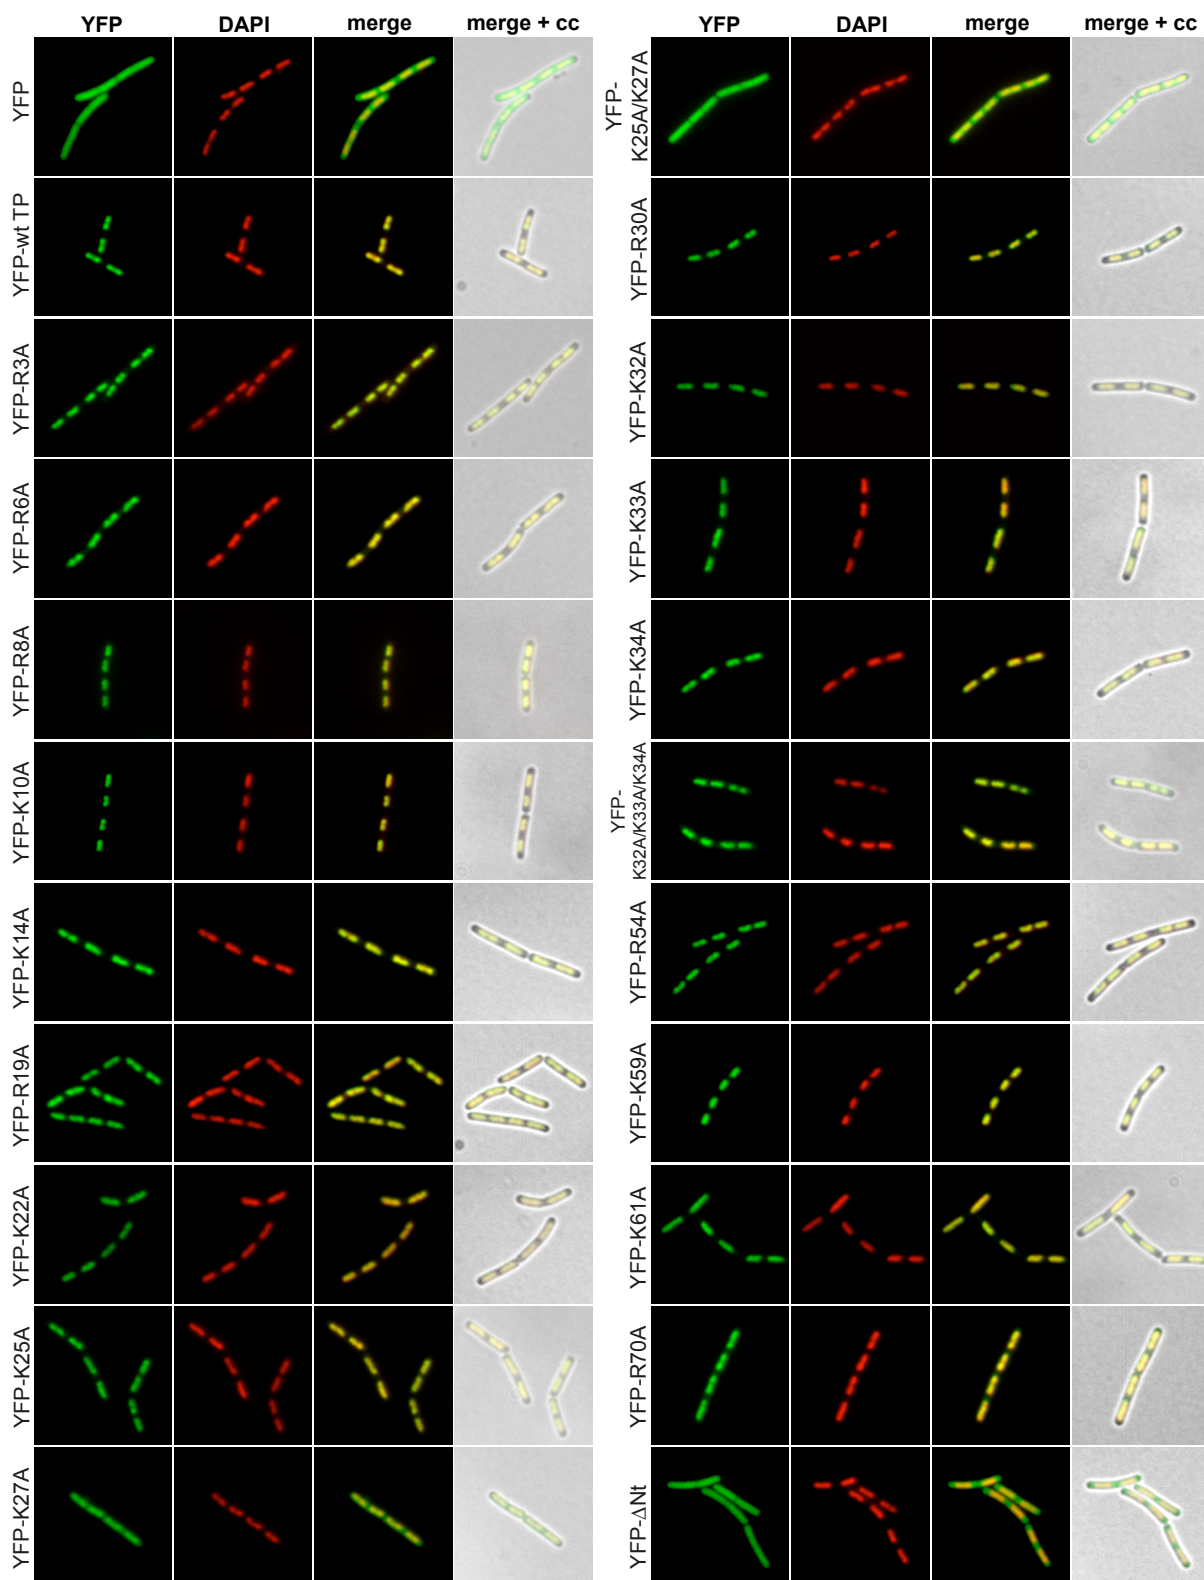 YFP DAPI merge merge + cc
YFP
YFP-wt TP
YFP-R3A
YFP-R6A
YFP-R8A
YFP-K10A
YFP-K14A
YFP-R19A
YFP-K22A
YFP-K25A
YFP-K27A
YFP DAPI merge merge + cc
YFP-
K25A/K27A
YFP-R30A
YFP-K32A
YFP-K33A
YFP-K34A
YFP-
K32A/K33A/K34A
YFP-R54A
YFP-K59A
YFP-K61A
YFP-R70A
YFP-ΔNt